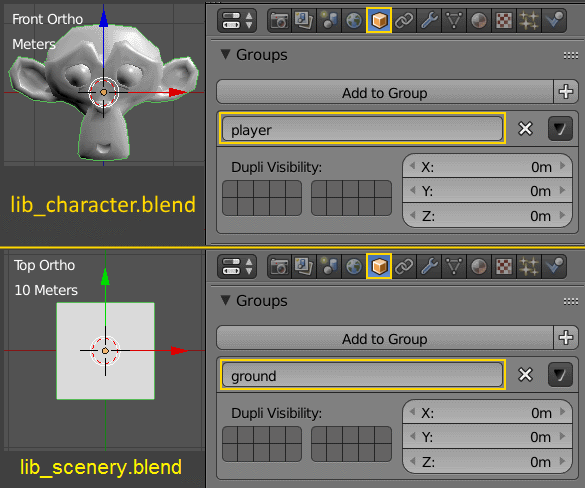 Front Ortho
Meters
lib_character.blend
Groups
Add to Group
player
Dupli Visibility:
X: 0m
Y: 0m
Z: 0m
Top Ortho
10 Meters
lib_scenery.blend
Groups
Add to Group
ground
Dupli Visibility:
X: 0m
Y: 0m
Z: 0m